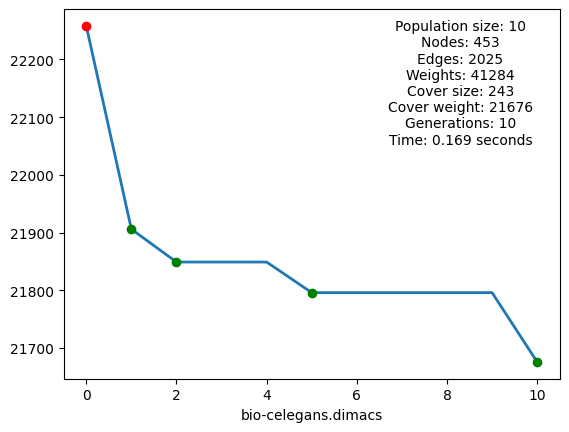 Population size: 10
Nodes: 453
Edges: 2025
Weights: 41284
Cover size: 243
Cover weight: 21676
Generations: 10
Time: 0.169 seconds
22200
22100
22000
21900
21800
21700
0 2 4 6 8 10
bio-celegans.dimacs